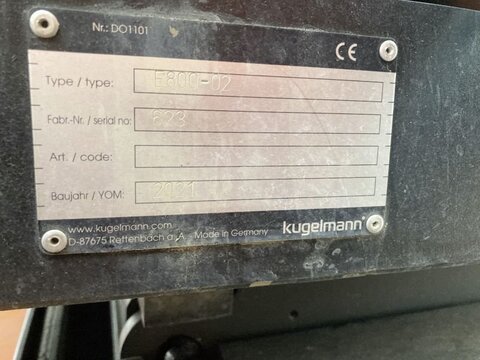 Nr.: DO1101
CE
Type / type: E800-02
Fabr.-Nr. / serial no: 623
Art / code:
Baujahr / YOM: 2021
www.kugelmann.com
D-87675 Rettenbach a. A. - Made in Germany
kugelmann